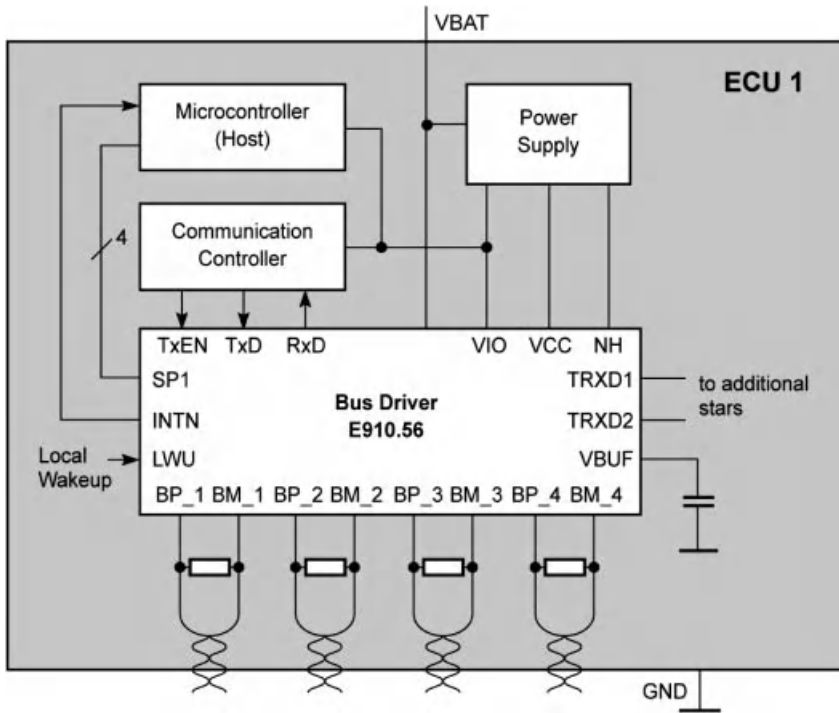 VBAT
ECU 1
Microcontroller
(Host)
Power
Supply
4
Communication
Controller
TxEN TxD RxD VIO VCC NH
SP1
TRXD1
to additional
stars
Bus Driver
E910.56
INTN
TRXD2
Local
Wakeup
LWU
VBUF
BP_1 BM_1 BP_2 BM_2 BP_3 BM_3 BP_4 BM_4
GND